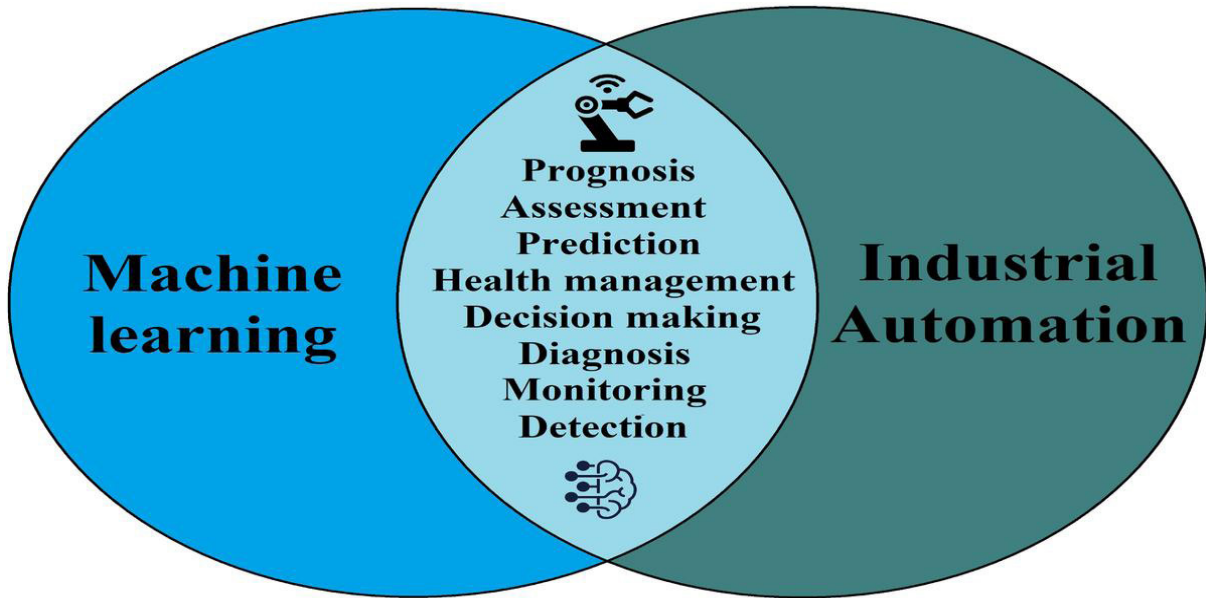 Machine
learning
Prognosis
Assessment
Prediction
Health management
Decision making
Diagnosis
Monitoring
Detection
Industrial
Automation